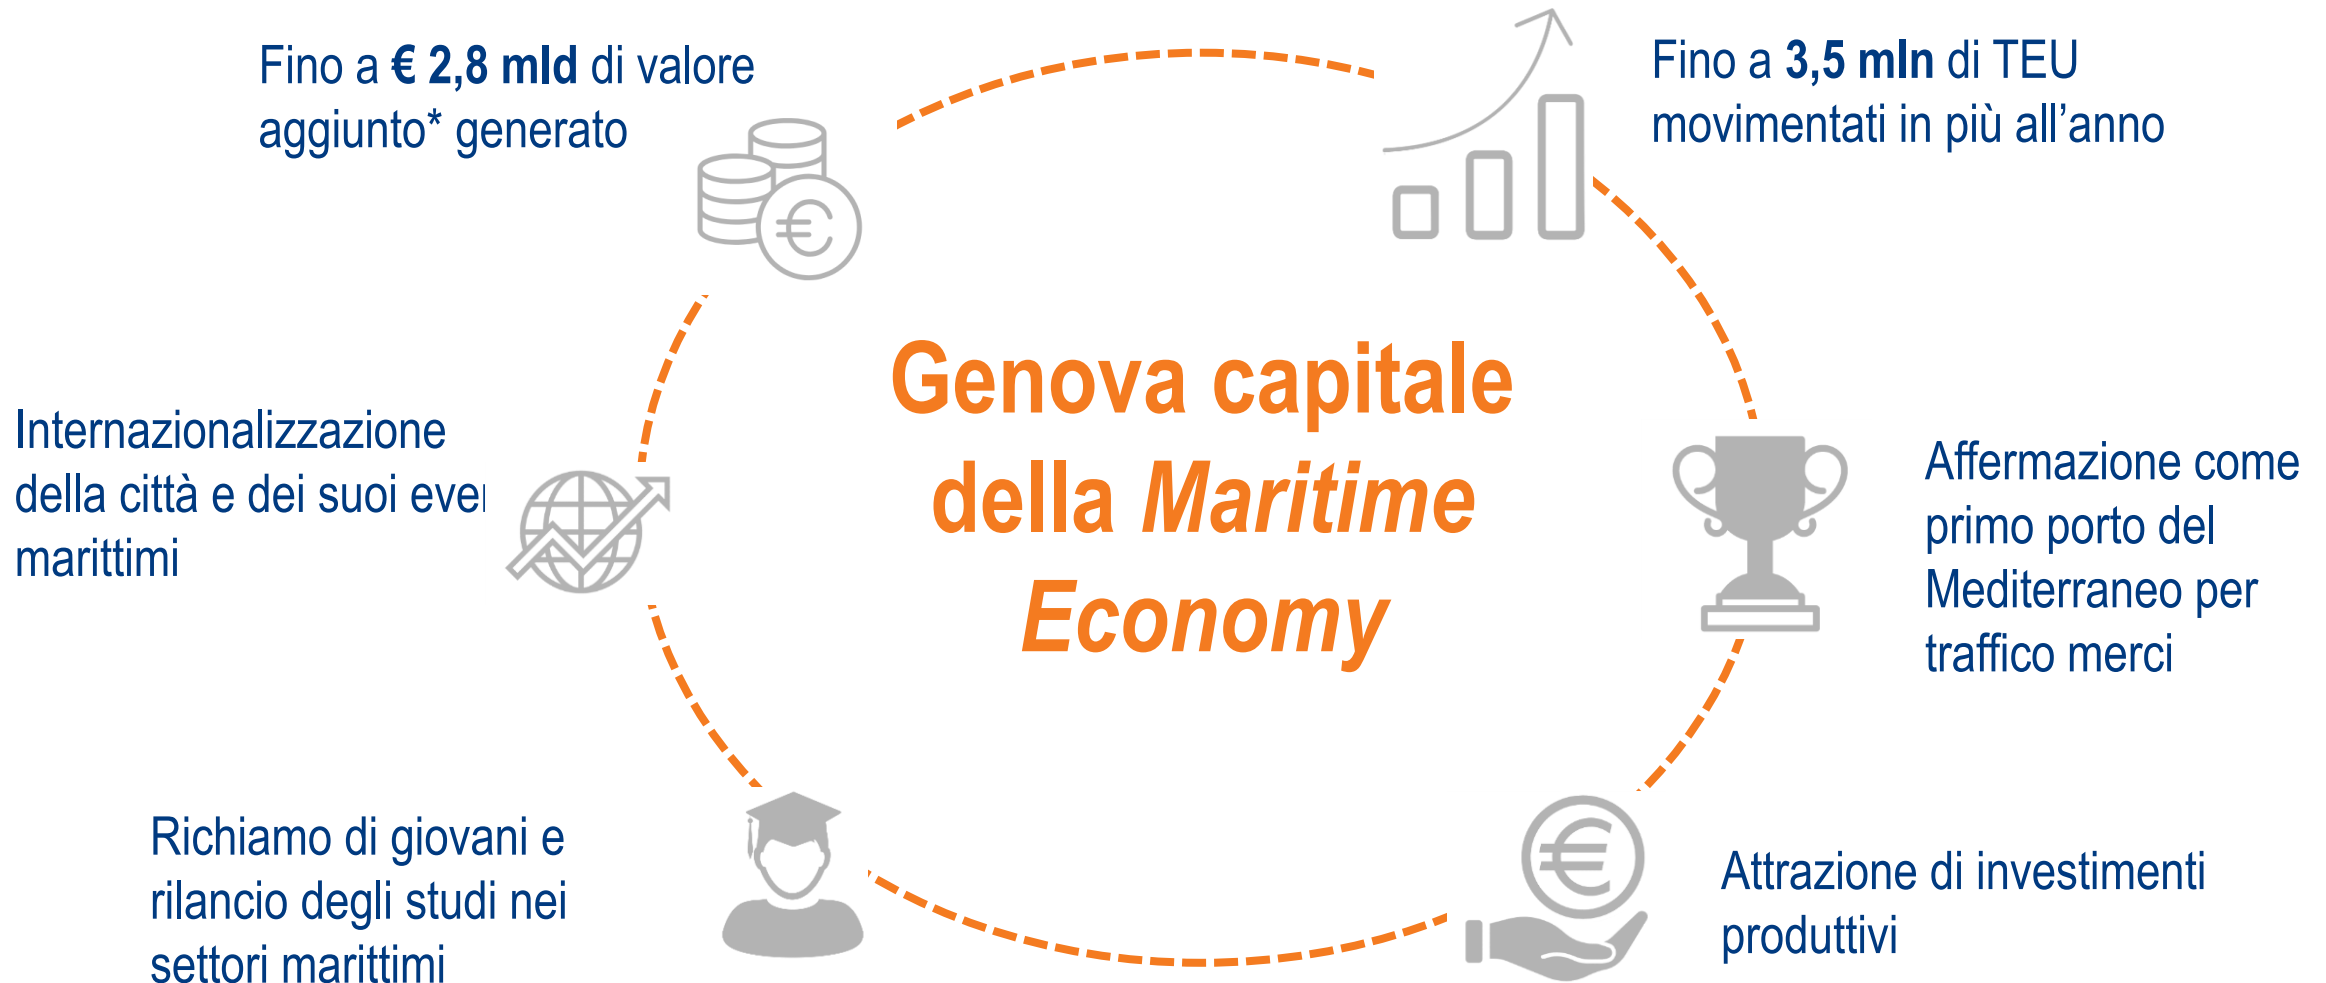 Fino a € 2,8 mld di valore
aggiunto* generato
Fino a 3,5 mln di TEU
movimentati in più all’anno
Genova capitale
della Maritime
Economy
Internazionalizzazione
della città e dei suoi
marittimi
Affermazione come
primo porto del
Mediterraneo per
traffico merci
Richiamo di giovani e
rilancio degli studi nei
settori marittimi
Attrazione di investimenti
produttivi